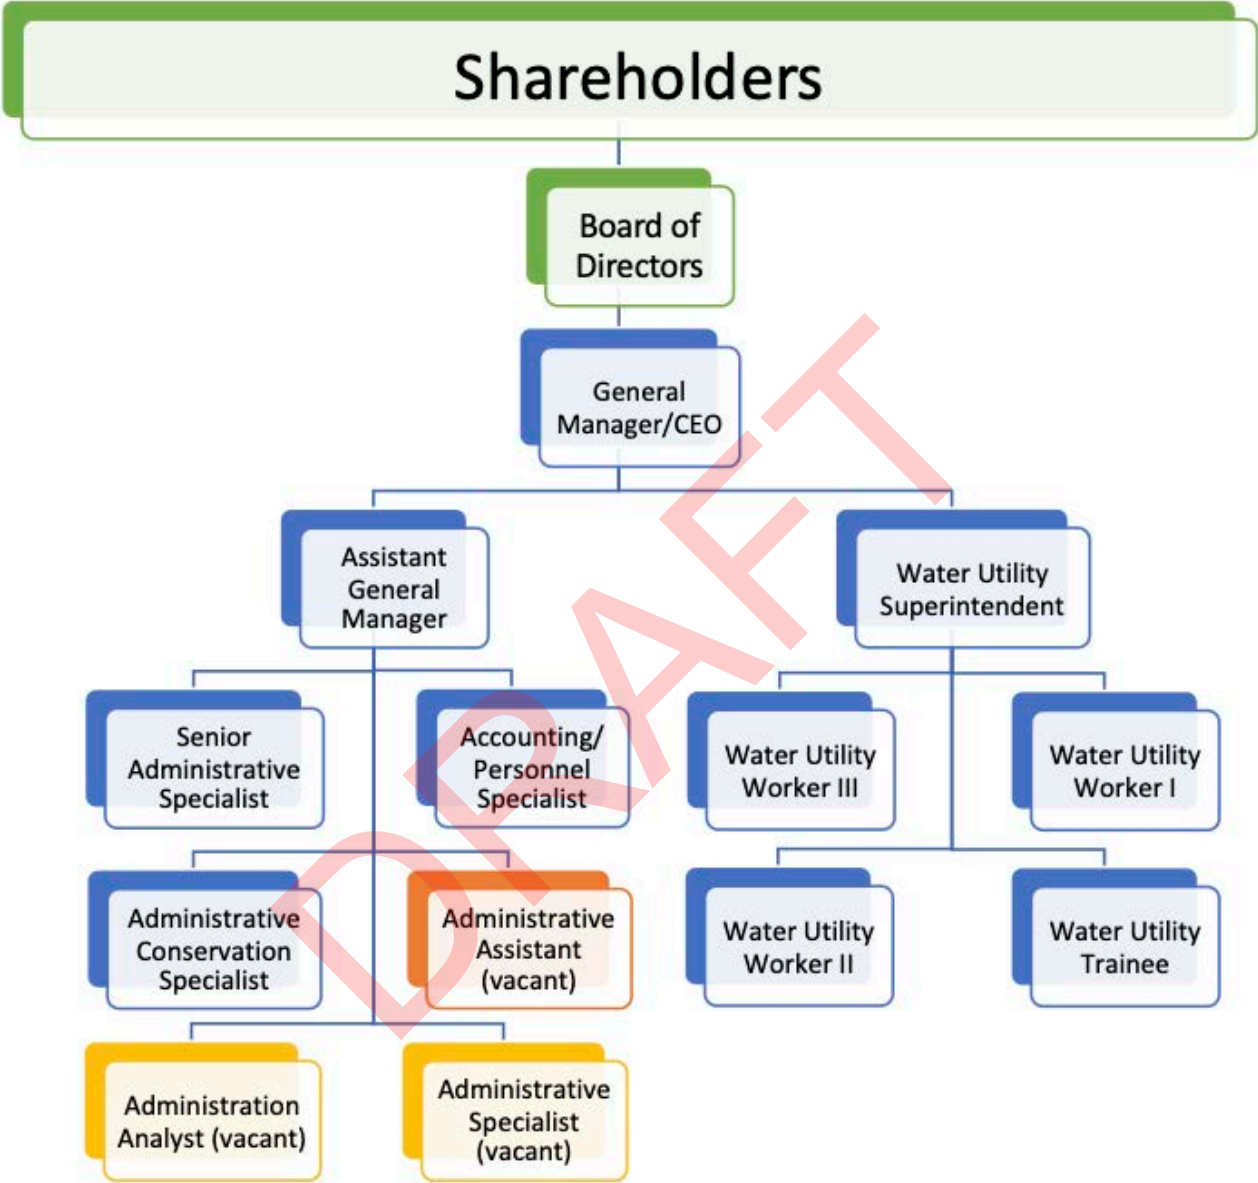 Shareholders
Board of
Directors
General
Manager/CEO
Assistant
General
Manager
Water Utility
Superintendent
Senior
Administrative
Specialist
Accounting/
Personnel
Specialist
Water Utility
Worker III
Water Utility
Worker I
Administrative
Conservation
Specialist
Administrative
Assistant
(vacant)
Water Utility
Worker II
Water Utility
Trainee
Administration
Analyst (vacant)
Administrative
Specialist
(vacant)
DRAFT